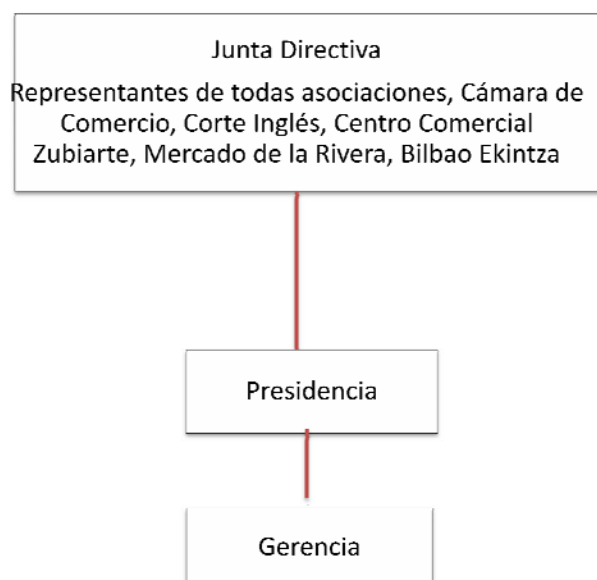 Junta Directiva
Representantes de todas asociaciones, Cámara de
Comercio, Corte Inglés, Centro Comercial
Zubiarte, Mercado de la Rivera, Bilbao Ekintza
Presidencia
Gerencia